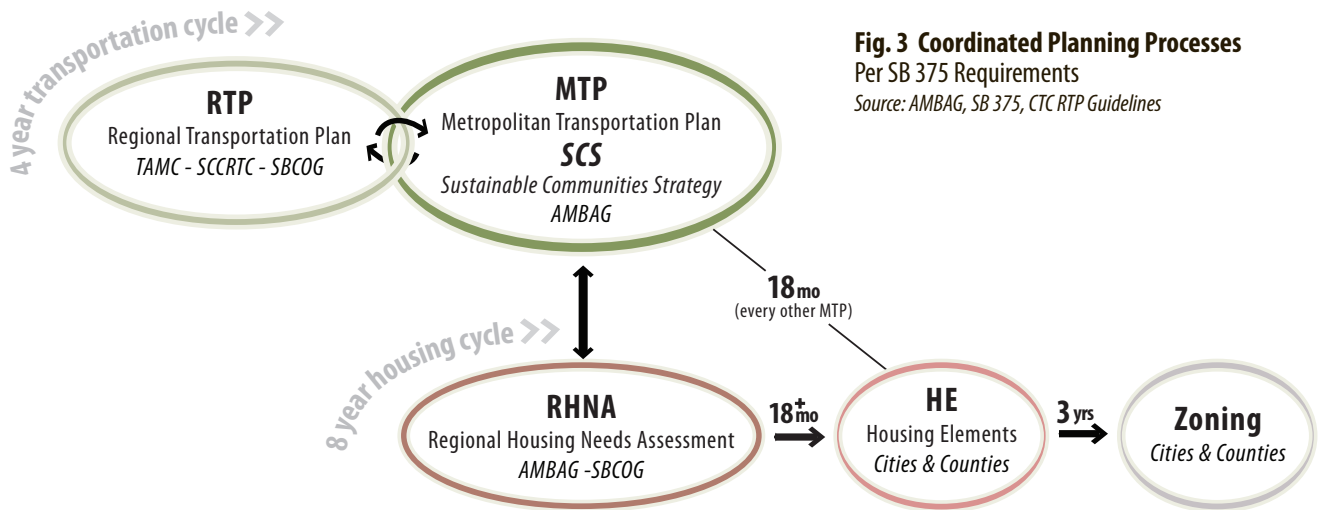 4 year transportation cycle >>
Fig. 3 Coordinated Planning Processes
Per SB 375 Requirements
Source: AMBAG, SB 375, CTC RTP Guidelines
RTP
Regional Transportation Plan
TAMC - SCCRTC - SBCOG
MTP
Metropolitan Transportation Plan
SCS
Sustainable Communities Strategy
AMBAG
18 mo
(every other MTP)
8 year housing cycle >>
RHNA
Regional Housing Needs Assessment
AMBAG -SBCOG
18+ mo
HE
Housing Elements
Cities & Counties
3 yrs
Zoning
Cities & Counties